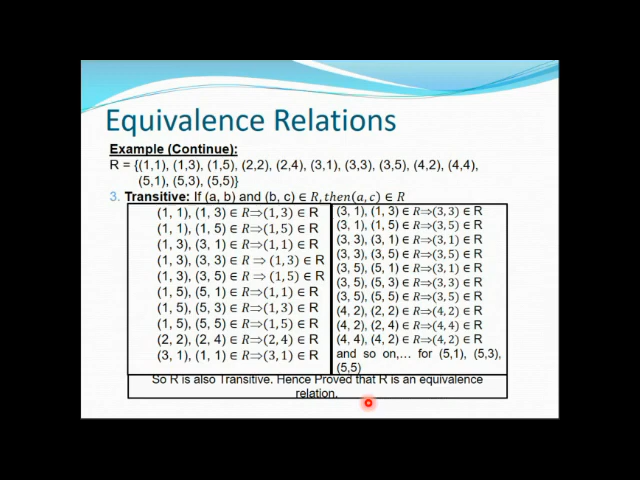 Equivalence Relations
Example (Continue):
R = {(1,1), (1,3), (1,5), (2,2), (2,4), (3,1), (3,3), (3,5), (4,2), (4,4),
(5,1), (5,3), (5,5)}
3. Transitive: If (a, b) and (b, c) ∈ R, then(a, c) ∈ R
(1, 1), (1, 3) ∈ R⇒(1, 3) ∈ R
(1, 1), (1, 5) ∈ R⇒(1, 5) ∈ R
(1, 3), (3, 1) ∈ R⇒(1, 1) ∈ R
(1, 3), (3, 3) ∈ R ⇒ (1, 3) ∈ R
(1, 3), (3, 5) ∈ R ⇒ (1, 5) ∈ R
(1, 5), (5, 1) ∈ R⇒(1, 1) ∈ R
(1, 5), (5, 3) ∈ R⇒(1, 3) ∈ R
(1, 5), (5, 5) ∈ R⇒(1, 5) ∈ R
(2, 2), (2, 4) ∈ R⇒(2, 4) ∈ R
(3, 1), (1, 1) ∈ R⇒(3, 1) ∈ R
(3, 1), (1, 3) ∈ R⇒(3, 3) ∈ R
(3, 1), (1, 5) ∈ R⇒(3, 5) ∈ R
(3, 3), (3, 1) ∈ R⇒(3, 1) ∈ R
(3, 3), (3, 5) ∈ R⇒(3, 5) ∈ R
(3, 5), (5, 1) ∈ R⇒(3, 1) ∈ R
(3, 5), (5, 3) ∈ R⇒(3, 3) ∈ R
(3, 5), (5, 5) ∈ R⇒(3, 5) ∈ R
(4, 2), (2, 2) ∈ R⇒(4, 2) ∈ R
(4, 2), (2, 4) ∈ R⇒(4, 4) ∈ R
(4, 4), (4, 2) ∈ R⇒(4, 2) ∈ R
and so on,... for (5,1), (5,3),
(5,5)
So R is also Transitive. Hence Proved that R is an equivalence
relation.